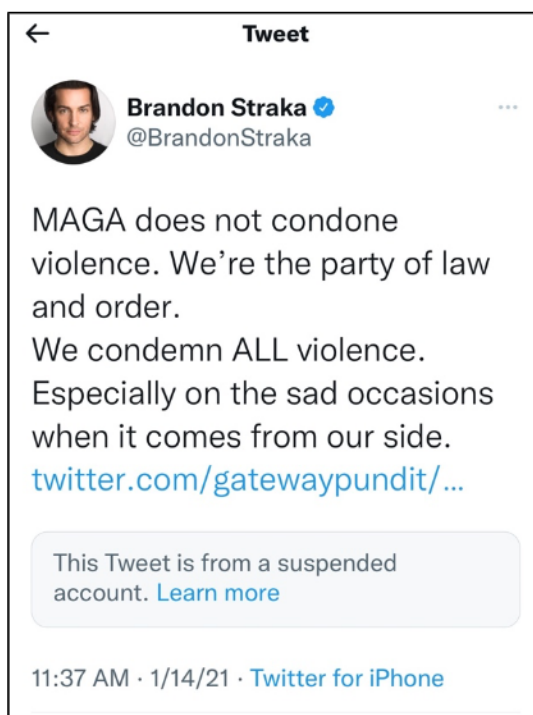 Tweet
Brandon Straka
@BrandonStraka
MAGA does not condone
violence. We’re the party of law
and order.
We condemn ALL violence.
Especially on the sad occasions
when it comes from our side.
twitter.com/gatewaypundit/...
This Tweet is from a suspended
account. Learn more
11:37 AM · 1/14/21 · Twitter for iPhone